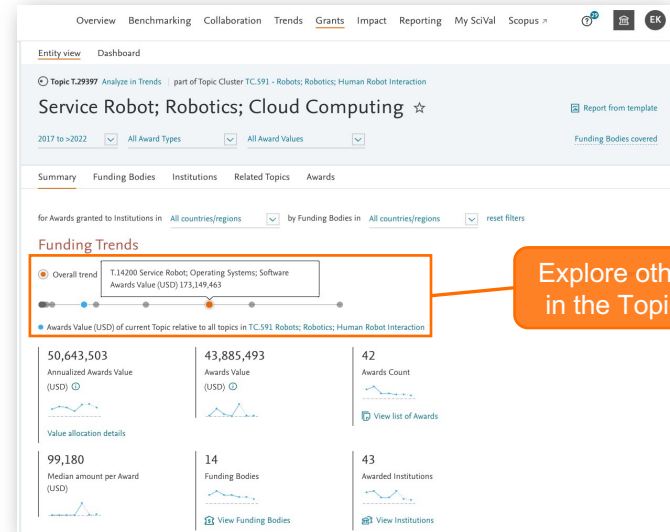 Overview Benchmarking Collaboration Trends Grants Impact Reporting My SciVal Scopus ↗ 29 EK
Entity view Dashboard
Topic T.29397 Analyze in Trends | part of Topic Cluster TC.591 - Robots; Robotics; Human Robot Interaction
Service Robot; Robotics; Cloud Computing ☆
Report from template
2017 to >2022 All Award Types All Award Values Funding Bodies covered
Summary Funding Bodies Institutions Related Topics Awards
for Awards granted to Institutions in All countries/regions by Funding Bodies in All countries/regions reset filters
Funding Trends
Overall trend
T.14200 Service Robot; Operating Systems; Software
Awards Value (USD) 173,149,463
Explore oth
in the Topi
Awards Value (USD) of current Topic relative to all topics in TC.591 Robots; Robotics; Human Robot Interaction
50,643,503 43,885,493 42
Annualized Awards Value Awards Value Awards Count
(USD) (USD)
View list of Awards
Value allocation details
99,180 14 43
Median amount per Award Funding Bodies Awarded Institutions
(USD)
View Funding Bodies View Institutions